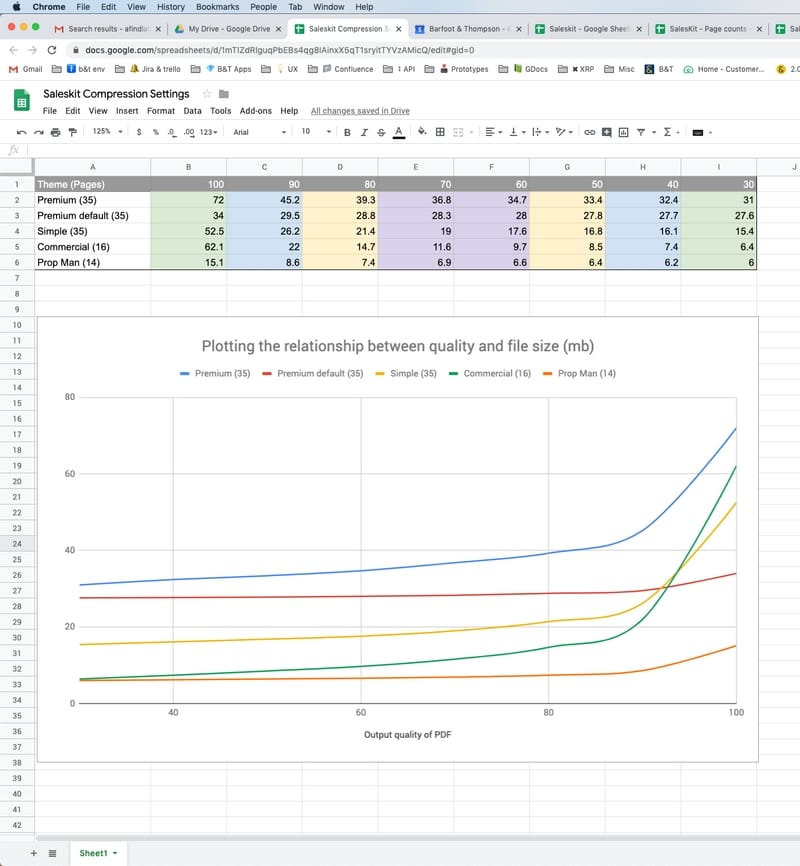 Chrome File Edit View History Bookmarks People Tab Window Help
Search results - afindla × My Drive - Google Drive × Saleskit Compression S × Barfoot & Thompson - × Saleskit - Google Sheet × SalesKit - Page counts × Sal
docs.google.com/spreadsheets/d/
Gmail b&t env Jira & trello B&T Apps UX Confluence API Prototypes GDocs XRP Misc B&T Home - Customer... 2.0
Saleskit Compression Settings
File Edit View Insert Format Data Tools Add-ons Help All changes saved in Drive
125% $ % .0 .00 123 Arial 10 B I S A Σ
fx
A B C D E F G H I J
1 Theme (Pages) 100 90 80 70 60 50 40 30
2 Premium (35) 72 45.2 39.3 36.8 34.7 33.4 32.4 31
3 Premium default (35) 34 29.5 28.8 28.3 28 27.8 27.7 27.6
4 Simple (35) 52.5 26.2 21.4 19 17.6 16.8 16.1 15.4
5 Commercial (16) 62.1 22 14.7 11.6 9.7 8.5 7.4 6.4
6 Prop Man (14) 15.1 8.6 7.4 6.9 6.6 6.4 6.2 6
7
8
9
10
11
12
13
14
15
16
17
18
19
20
21
22
23
24
25
26
27
28
29
30
31
32
33
34
35
36
37
38
39
40
41
42
Plotting the relationship between quality and file size (mb)
Premium (35) Premium default (35) Simple (35) Commercial (16) Prop Man (14)
80
60
40
20
0
40 60 80 100
Output quality of PDF
+ Sheet1